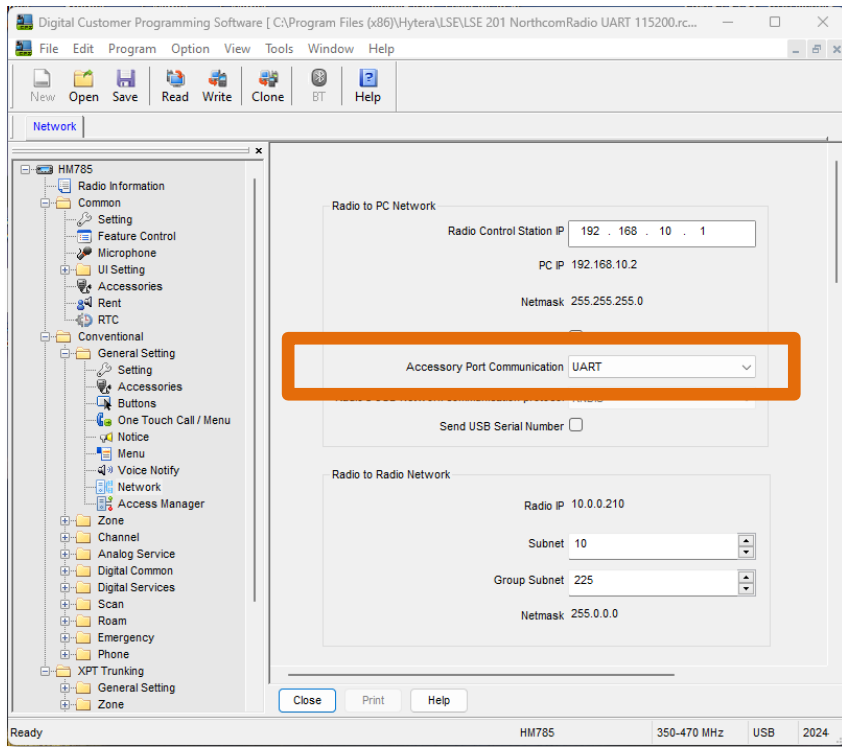 Digital Customer Programming Software [ C:\Program Files (x86)\Hytera\LSE\LSE 201 NorthcomRadio UART 115200.rc...
File Edit Program Option View Tools Window Help
New Open Save Read Write Clone BT Help
Network
HM785
Radio Information
Common
Setting
Feature Control
Microphone
UI Setting
Accessories
Rent
RTC
Conventional
General Setting
Setting
Accessories
Buttons
One Touch Call / Menu
Notice
Menu
Voice Notify
Network
Access Manager
Zone
Channel
Analog Service
Digital Common
Digital Services
Scan
Roam
Emergency
Phone
XPT Trunking
General Setting
Zone
Radio to PC Network
Radio Control Station IP 192 . 168 . 10 . 1
PC IP 192.168.10.2
Netmask 255.255.255.0
Accessory Port Communication UART
Send USB Serial Number
Radio to Radio Network
Radio IP 10.0.0.210
Subnet 10
Group Subnet 225
Netmask 255.0.0.0
Close Print Help
Ready HM785 350-470 MHz USB 2024